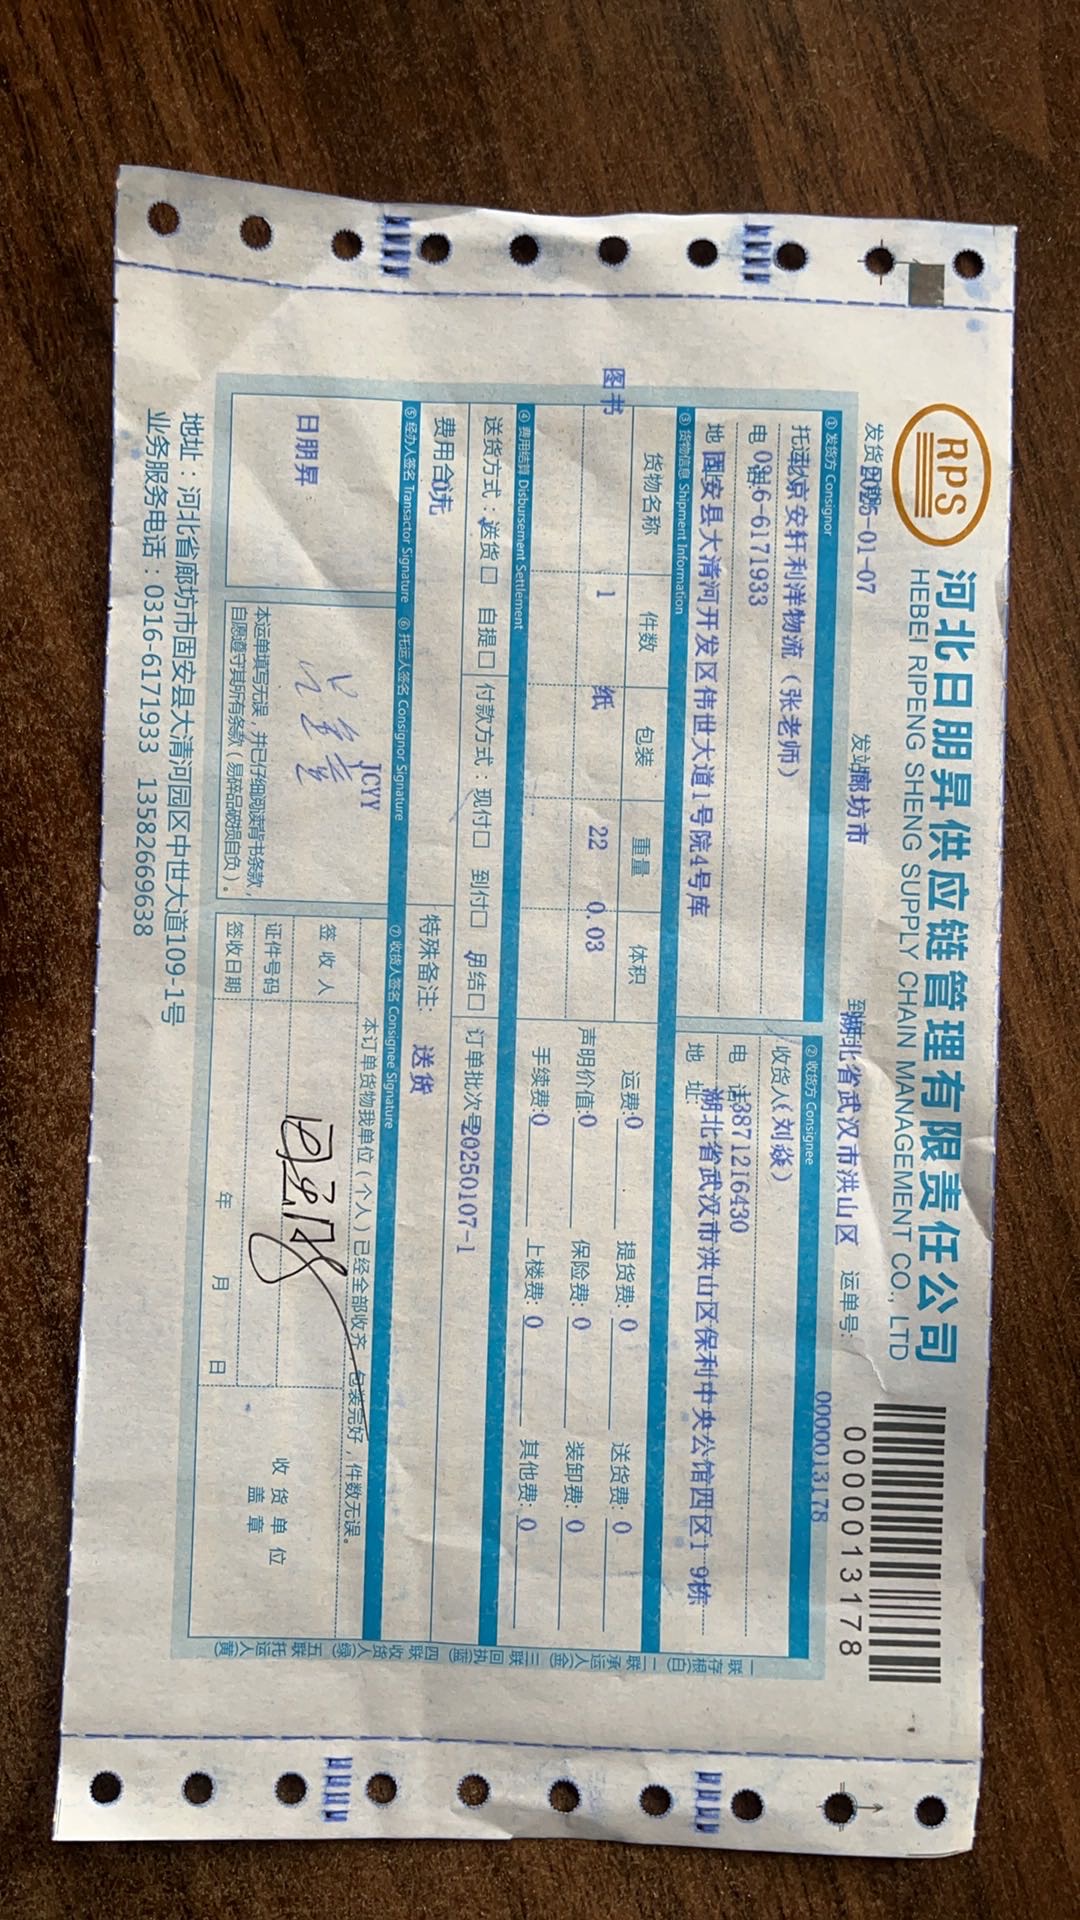 RPS
河北日朋昇供应链管理有限责任公司
HEBEI RIPENG SHENG SUPPLY CHAIN MANAGEMENT CO., LTD
0000013178
发货日期 2025-01-07 发站 廊坊市 到站 湖北省武汉市洪山区 运单号: 0000013178
① 发货方 Consignor
托运人 北京安轩利洋物流（张老师）
电 话 0316-6171933
地 固安县大清河开发区伟世大道1号院4号库
② 收货方 Consignee
收货人（刘焱）
电 话 13871216430
地 址 湖北省武汉市洪山区保利中央公馆四区19栋
③ 货物信息 Shipment Information
货物名称 件数 包装 重量 体积
图书 1 纸 22 0.03
运费:0 提货费: 0 送货费: 0
声明价值:0 保险费: 0 装卸费: 0
手续费:0 上楼费: 0 其他费: 0
④ 费用结算 Disbursement Settlement
送货方式：送货□ 自提□ 付款方式：现付□ 到付□ 月结□ 订单批次号20250107-1
费用合 0元
特殊备注: 送货
⑤ 经办人签名 Transactor Signature ⑥ 托运人签名 Consignor Signature
⑦ 收货人签名 Consignee Signature
日朋昇
JCYY
本运单填写无误，并已仔细阅读背书条款，
自愿遵守其所有条款（易碎品破损自负）。
本订单货物我单位（个人）已经全部收齐，包装完好，件数无误。
签 收 人
证件号码
签收日期 年 月 日
收 货 单 位
盖 章
地址：河北省廊坊市固安县大清河园区中世大道109-1号
业务服务电话：0316-6171933 13582669638
一联 存根(白) 二联 承运人(金) 三联 回执(蓝) 四联 收货人(绿) 五联 托运人(黄)